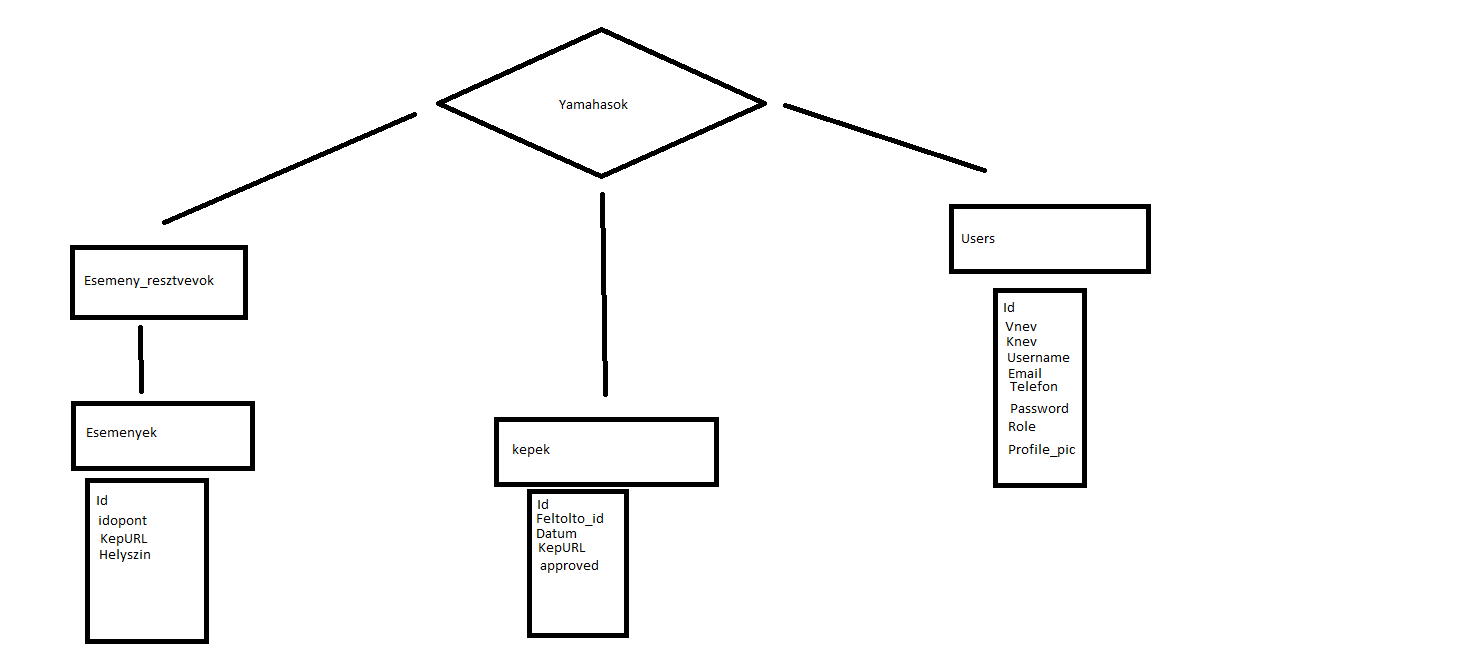 Yamahasok
Esemeny_resztvevok
Esemenyek
Id
idopont
KepURL
Helyszin
kepek
Id
Feltolto_id
Datum
KepURL
approved
Users
Id
Vnev
Knev
Username
Email
Telefon
Password
Role
Profile_pic